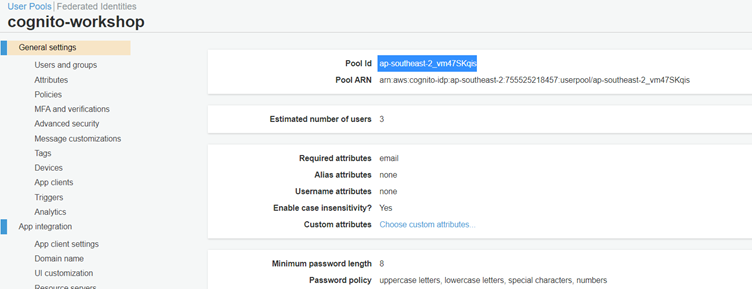 User Pools | Federated Identities
cognito-workshop
General settings
Users and groups
Attributes
Policies
MFA and verifications
Advanced security
Message customizations
Tags
Devices
App clients
Triggers
Analytics
App integration
App client settings
Domain name
UI customization
Resource servers
Pool Id ap-southeast-2_vm47SKqis
Pool ARN arn:aws:cognito-idp:ap-southeast-2:755525218457:userpool/ap-southeast-2_vm47SKqis
Estimated number of users 3
Required attributes email
Alias attributes none
Username attributes none
Enable case insensitivity? Yes
Custom attributes Choose custom attributes...
Minimum password length 8
Password policy uppercase letters, lowercase letters, special characters, numbers